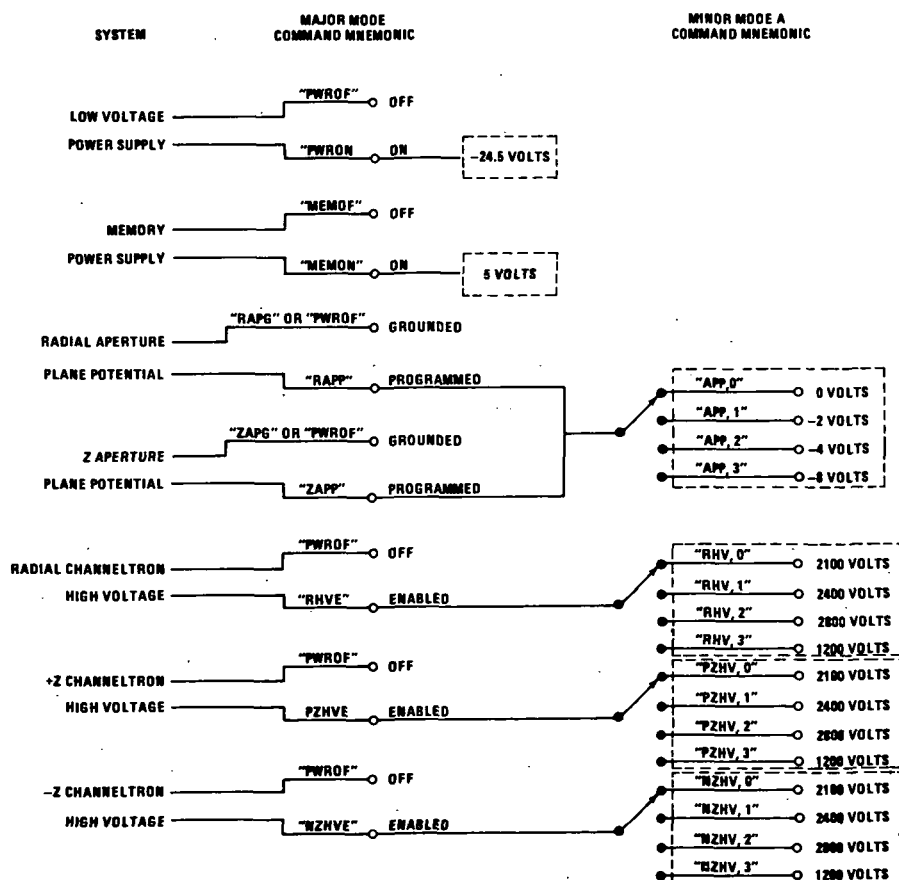 SYSTEM
MAJOR MODE
COMMAND MNEMONIC
MINOR MODE A
COMMAND MNEMONIC
"PWROF" OFF
LOW VOLTAGE
POWER SUPPLY
"PWRON ON -24.5 VOLTS
"MEMOF" OFF
MEMORY
POWER SUPPLY
"MEMON" ON 5 VOLTS
"RAPG" OR "PWROF" GROUNDED
RADIAL APERTURE
PLANE POTENTIAL
"RAPP" PROGRAMMED
"APP,0" 0 VOLTS
"APP, 1" -2 VOLTS
"APP, 2" -4 VOLTS
"APP, 3" -8 VOLTS
"ZAPG" OR "PWROF" GROUNDED
Z APERTURE
PLANE POTENTIAL
"ZAPP" PROGRAMMED
"PWROF" OFF
RADIAL CHANNELTRON
HIGH VOLTAGE
"RHVE" ENABLED
"RHV, 0" 2100 VOLTS
"RHV, 1" 2400 VOLTS
"RHV, 2" 2800 VOLTS
"RHV, 3" 1200 VOLTS
"PWROF" OFF
+Z CHANNELTRON
HIGH VOLTAGE
PZHVE ENABLED
"PZHV, 0" 2100 VOLTS
"PZHV, 1" 2400 VOLTS
"PZHV, 2" 2800 VOLTS
"PZHV, 3" 1200 VOLTS
"PWROF" OFF
-Z CHANNELTRON
HIGH VOLTAGE
"NZHVE" ENABLED
"NZHV, 0" 2100 VOLTS
"NZHV, 1" 2400 VOLTS
"NZHV, 2" 2800 VOLTS
"NZHV, 3" 1200 VOLTS